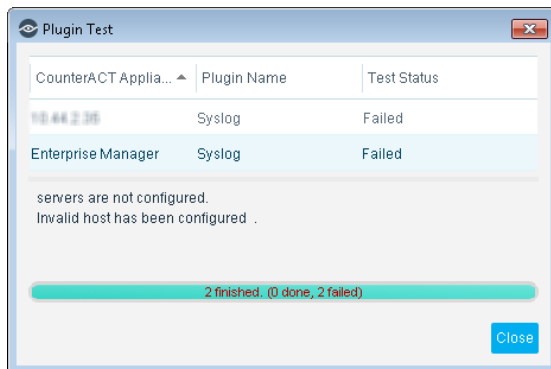 Plugin Test
CounterACT Applia... Plugin Name Test Status
Syslog Failed
Enterprise Manager Syslog Failed
servers are not configured.
Invalid host has been configured .
2 finished. (0 done, 2 failed)
Close